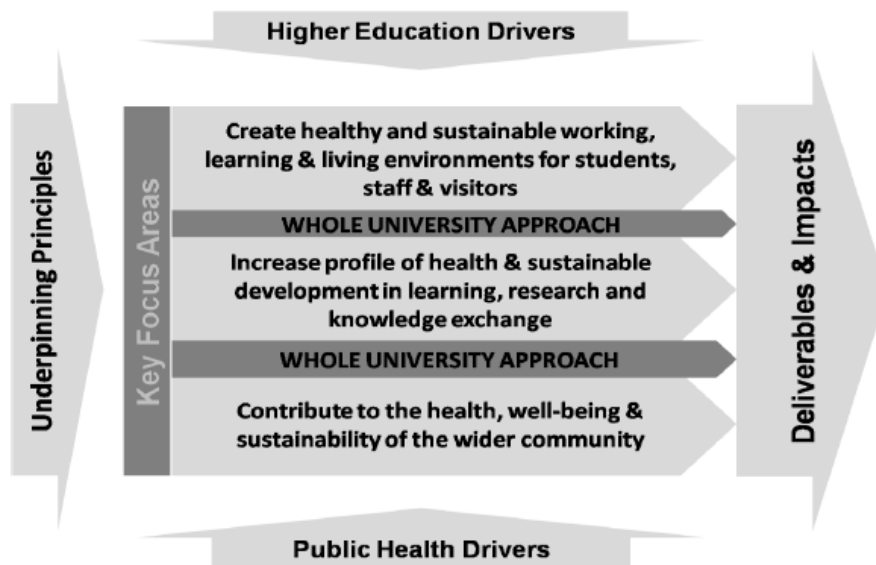 Higher Education Drivers
Underpinning Principles
Key Focus Areas
Create healthy and sustainable working,
learning & living environments for students,
staff & visitors
WHOLE UNIVERSITY APPROACH
Increase profile of health & sustainable
development in learning, research and
knowledge exchange
WHOLE UNIVERSITY APPROACH
Contribute to the health, well-being &
sustainability of the wider community
Deliverables & Impacts
Public Health Drivers